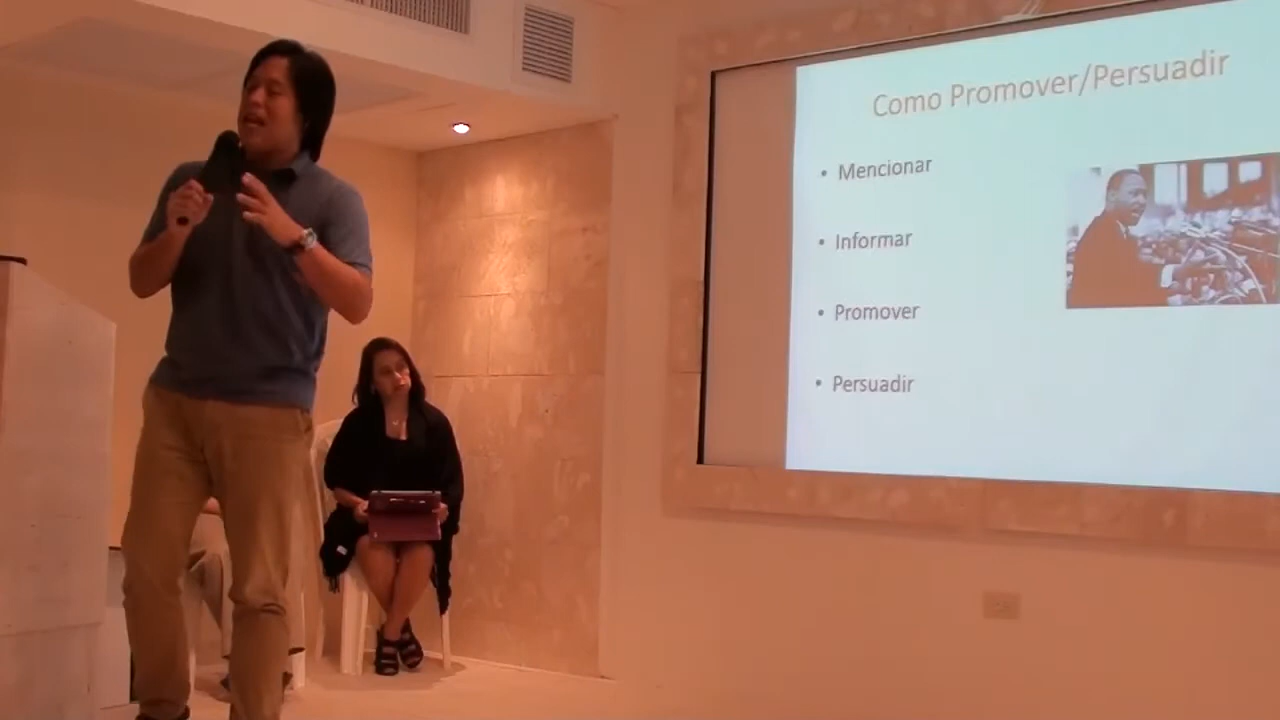 Como Promover/Persuadir
• Mencionar
• Informar
• Promover
• Persuadir